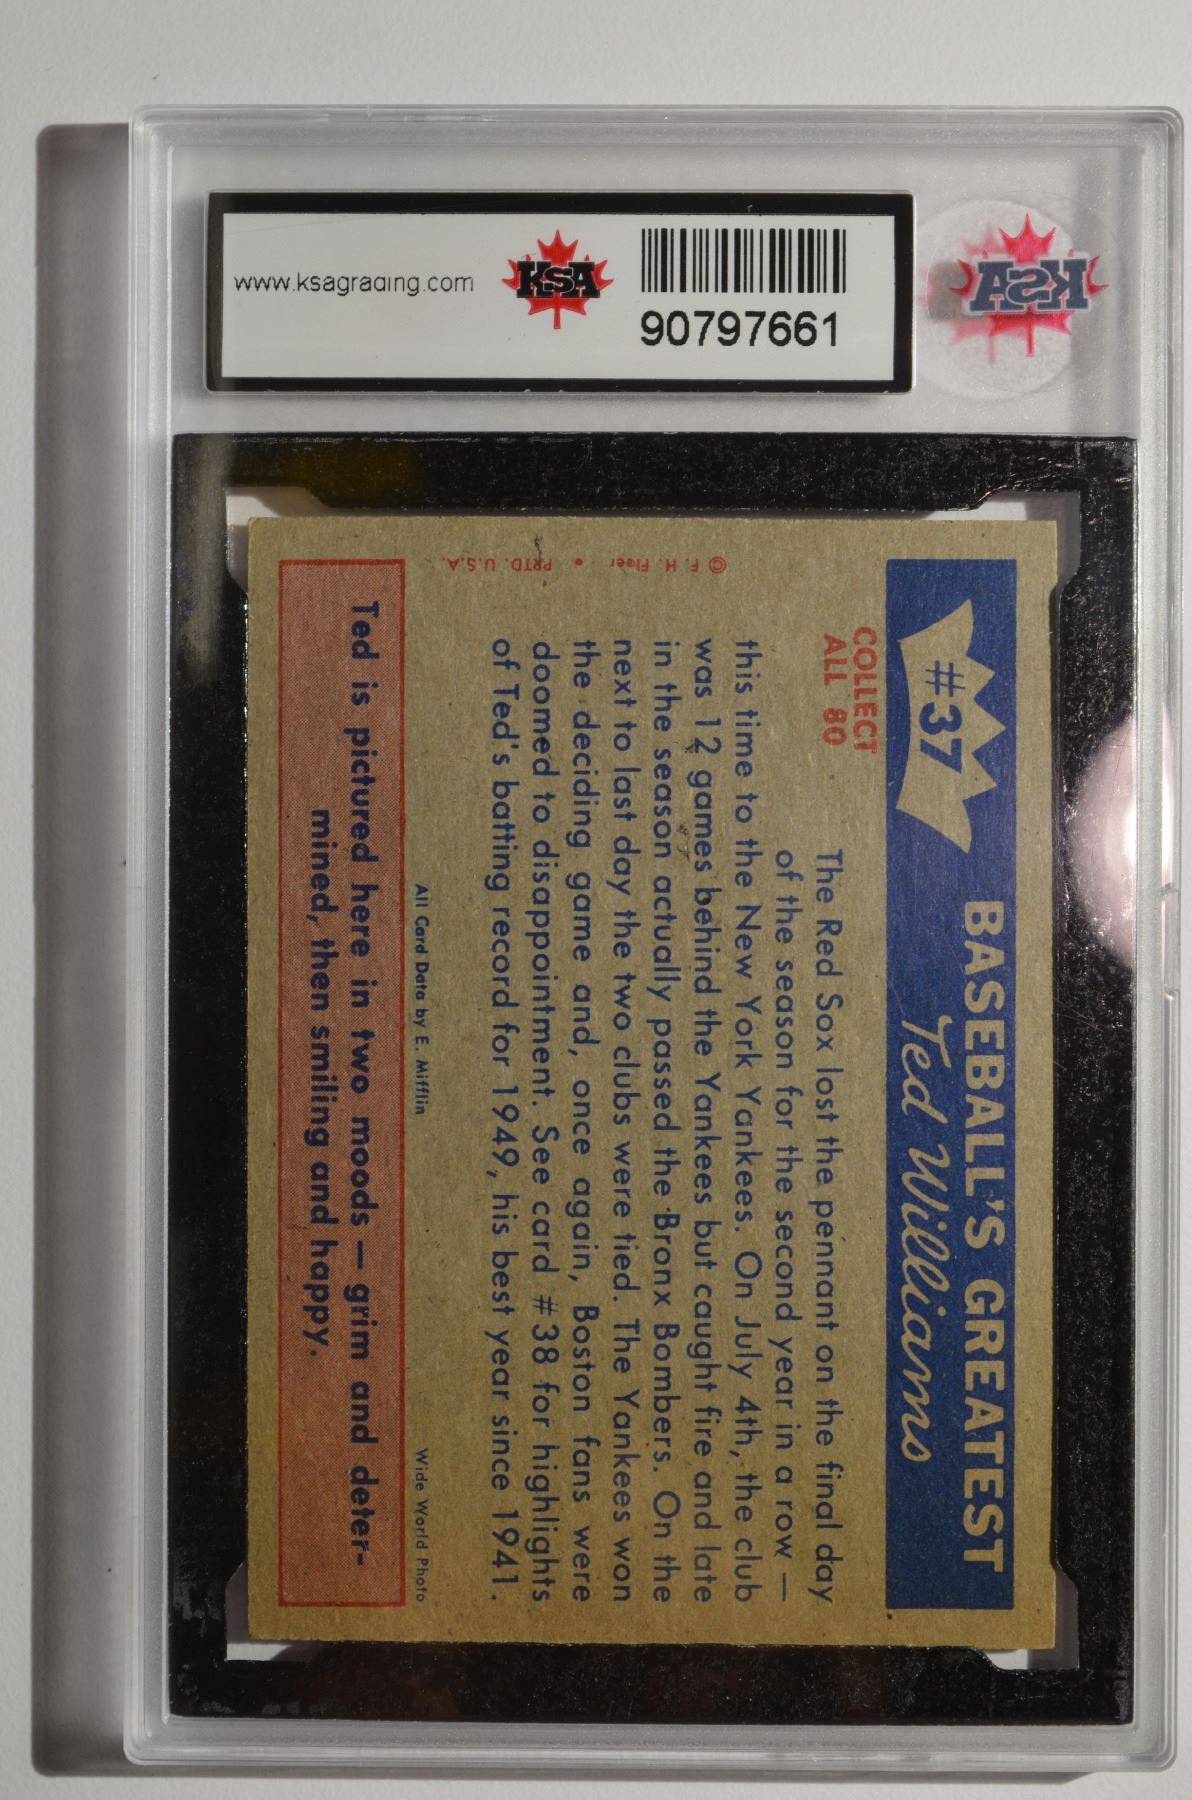 www.ksagrading.com
KSA
90797661
KSA
#37
BASEBALL'S GREATEST
Ted Williams
COLLECT
ALL 80
The Red Sox lost the pennant on the final day
of the season for the second year in a row —
this time to the New York Yankees. On July 4th, the club
was 12 games behind the Yankees but caught fire and late
in the season actually passed the Bronx Bombers. On the
next to last day the two clubs were tied. The Yankees won
the deciding game and, once again, Boston fans were
doomed to disappointment. See card #38 for highlights
of Ted's batting record for 1949, his best year since 1941.
© F. H. Fleer • PRTD. U.S.A.
All Card Data by E. Mifflin
Wide World Photo
Ted is pictured here in two moods — grim and deter-
mined, then smiling and happy.